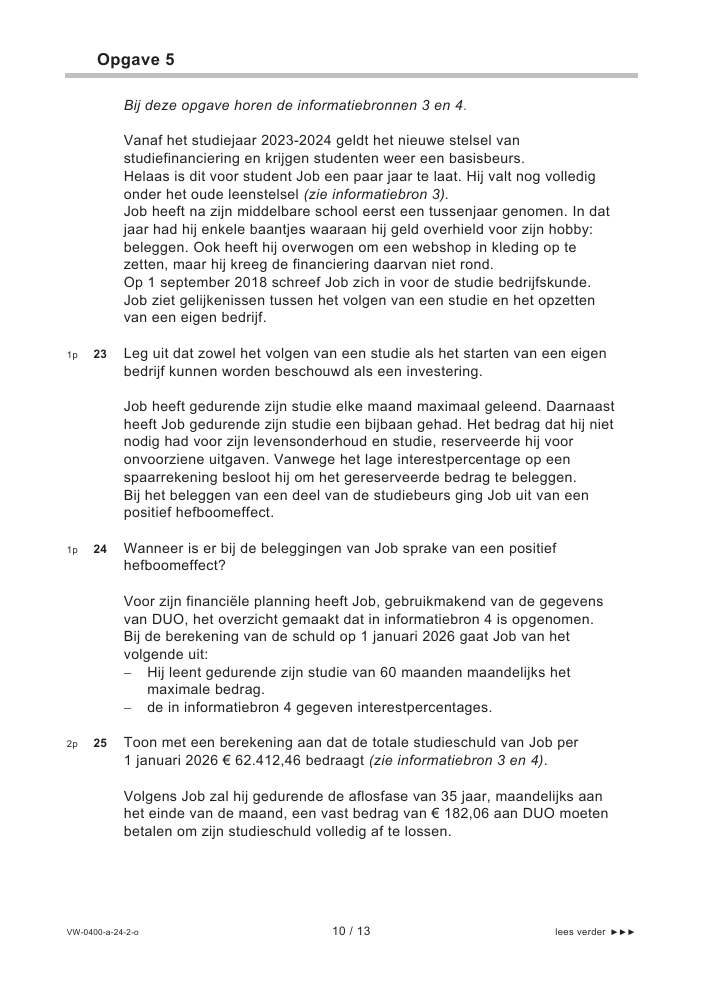 Opgave 5
Bij deze opgave horen de informatiebronnen 3 en 4.
Vanaf het studiejaar 2023-2024 geldt het nieuwe stelsel van
studiefinanciering en krijgen studenten weer een basisbeurs.
Helaas is dit voor student Job een paar jaar te laat. Hij valt nog volledig
onder het oude leenstelsel (zie informatiebron 3).
Job heeft na zijn middelbare school eerst een tussenjaar genomen. In dat
jaar had hij enkele baantjes waaraan hij geld overhield voor zijn hobby:
beleggen. Ook heeft hij overwogen om een webshop in kleding op te
zetten, maar hij kreeg de financiering daarvan niet rond.
Op 1 september 2018 schreef Job zich in voor de studie bedrijfskunde.
Job ziet gelijkenissen tussen het volgen van een studie en het opzetten
van een eigen bedrijf.
1p 23 Leg uit dat zowel het volgen van een studie als het starten van een eigen
bedrijf kunnen worden beschouwd als een investering.
Job heeft gedurende zijn studie elke maand maximaal geleend. Daarnaast
heeft Job gedurende zijn studie een bijbaan gehad. Het bedrag dat hij niet
nodig had voor zijn levensonderhoud en studie, reserveerde hij voor
onvoorziene uitgaven. Vanwege het lage interestpercentage op een
spaarrekening besloot hij om het gereserveerde bedrag te beleggen.
Bij het beleggen van een deel van de studiebeurs ging Job uit van een
positief hefboomeffect.
1p 24 Wanneer is er bij de beleggingen van Job sprake van een positief
hefboomeffect?
Voor zijn financiële planning heeft Job, gebruikmakend van de gegevens
van DUO, het overzicht gemaakt dat in informatiebron 4 is opgenomen.
Bij de berekening van de schuld op 1 januari 2026 gaat Job van het
volgende uit:
– Hij leent gedurende zijn studie van 60 maanden maandelijks het
maximale bedrag.
– de in informatiebron 4 gegeven interestpercentages.
2p 25 Toon met een berekening aan dat de totale studieschuld van Job per
1 januari 2026 € 62.412,46 bedraagt (zie informatiebron 3 en 4).
Volgens Job zal hij gedurende de aflosfase van 35 jaar, maandelijks aan
het einde van de maand, een vast bedrag van € 182,06 aan DUO moeten
betalen om zijn studieschuld volledig af te lossen.
VW-0400-a-24-2-o 10 / 13 lees verder ►►►